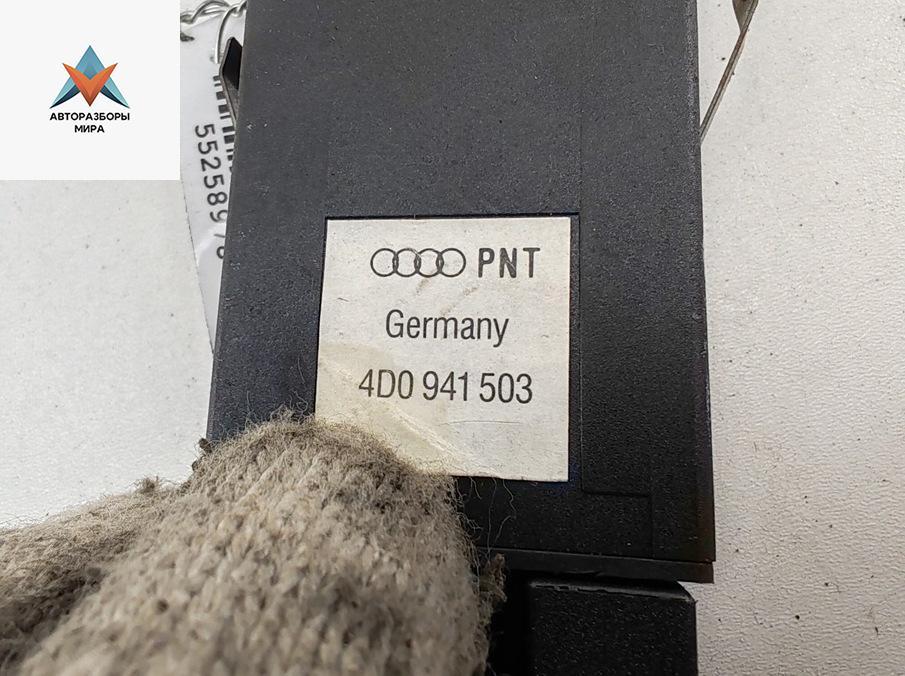 АВТОРАЗБОРЫ
МИРА
PNT
Germany
4D0 941 503